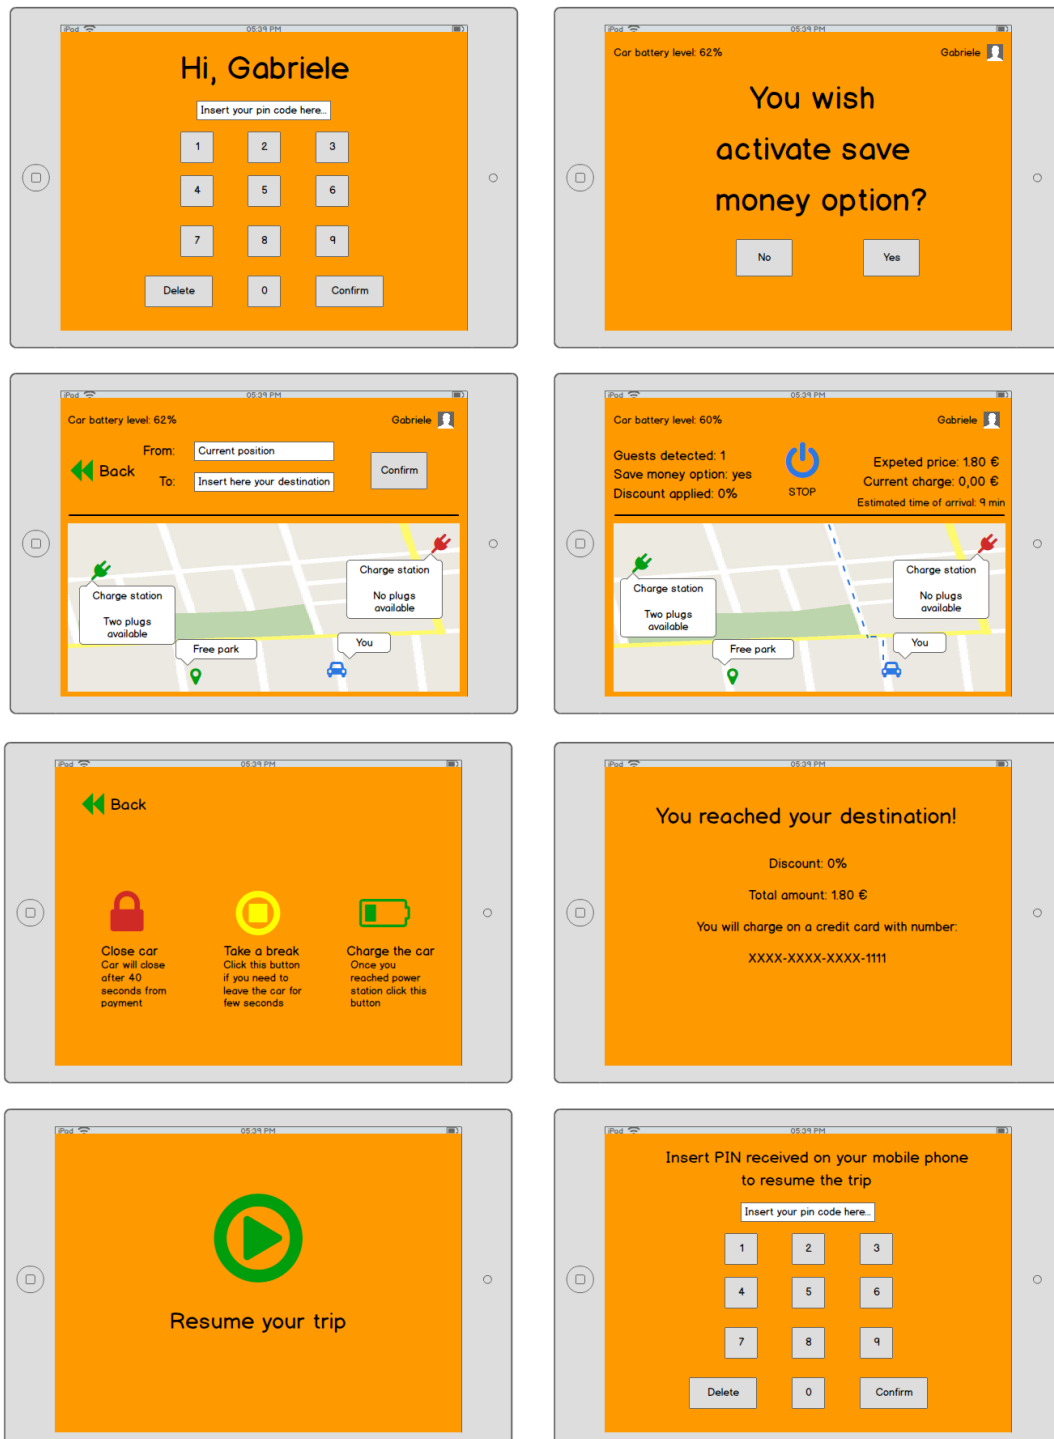 iPad 05:39 PM
Hi, Gabriele
Insert your pin code here...
1 2 3
4 5 6
7 8 9
Delete 0 Confirm
iPad 05:39 PM
Car battery level: 62% Gabriele
You wish
activate save
money option?
No Yes
iPad 05:39 PM
Car battery level: 62% Gabriele
Back
From: Current position
To: Insert here your destination
Confirm
Charge station
Two plugs
available
Charge station
No plugs
available
Free park
You
iPad 05:39 PM
Car battery level: 60% Gabriele
Guests detected: 1
Save money option: yes
Discount applied: 0%
STOP
Expeted price: 1.80 €
Current charge: 0,00 €
Estimated time of arrival: 9 min
Charge station
Two plugs
available
Charge station
No plugs
available
Free park
You
iPad 05:39 PM
Back
Close car
Car will close
after 40
seconds from
payment
Take a break
Click this button
if you need to
leave the car for
few seconds
Charge the car
Once you
reached power
station click this
button
iPad 05:39 PM
You reached your destination!
Discount: 0%
Total amount: 1.80 €
You will charge on a credit card with number:
XXXX-XXXX-XXXX-1111
iPad 05:39 PM
Resume your trip
iPad 05:39 PM
Insert PIN received on your mobile phone
to resume the trip
Insert your pin code here...
1 2 3
4 5 6
7 8 9
Delete 0 Confirm